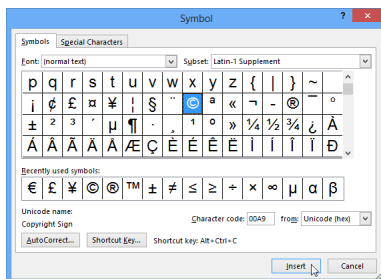 Symbol
Symbols Special Characters
Font: (normal text) Subset: Latin-1 Supplement
p q r s t u v w x y z { | } ~
¡ ¢ £ ¤ ¥ ¦ § ¨ © ª « ¬ - ® ¯ °
± ² ³ ´ µ ¶ · ¸ ¹ º » ¼ ½ ¾ ¿ À
Á Â Ã Ä Å Æ Ç È É Ê Ë Ì Í Î Ï Ð
Recently used symbols:
€ £ ¥ © ® ™ ± ≠ ≤ ≥ ÷ × ∞ µ α β
Unicode name:
Copyright Sign
Character code: 00A9 from: Unicode (hex)
AutoCorrect... Shortcut Key... Shortcut key: Alt+Ctrl+C
Insert Cancel